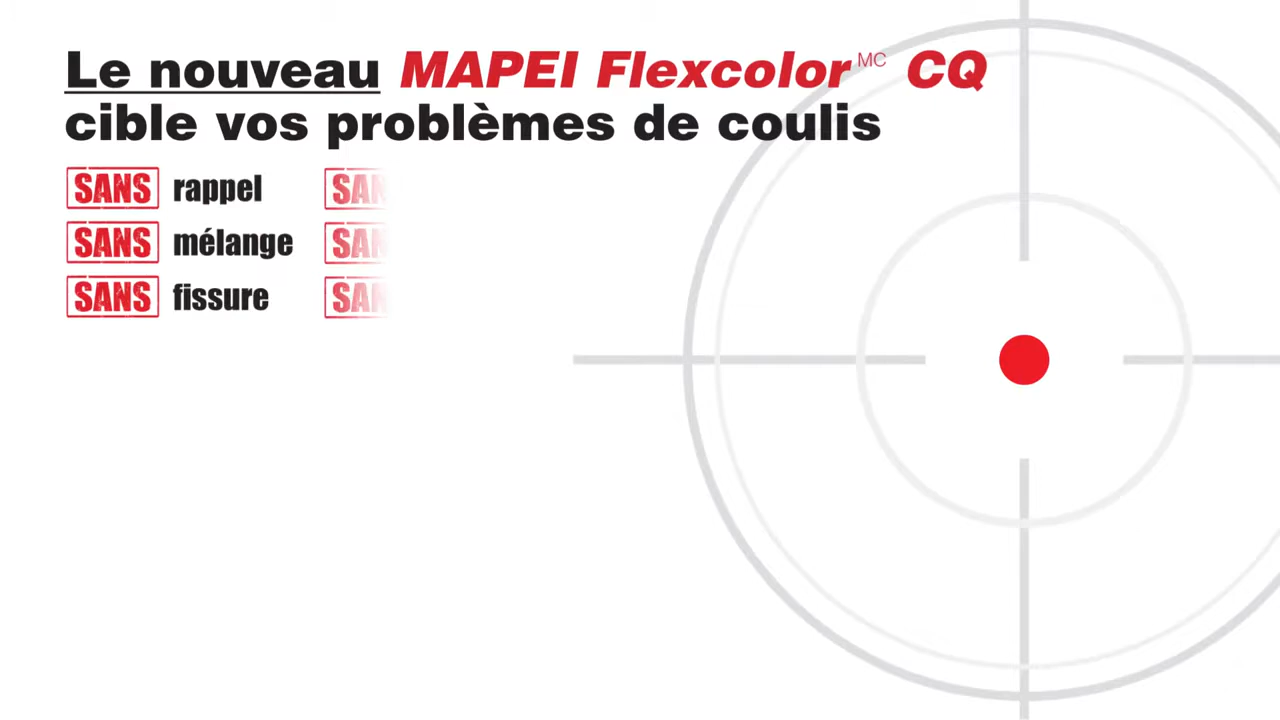 Le nouveau MAPEI Flexcolor MC CQ
cible vos problèmes de coulis
SANS rappel
SANS mélange
SANS fissure